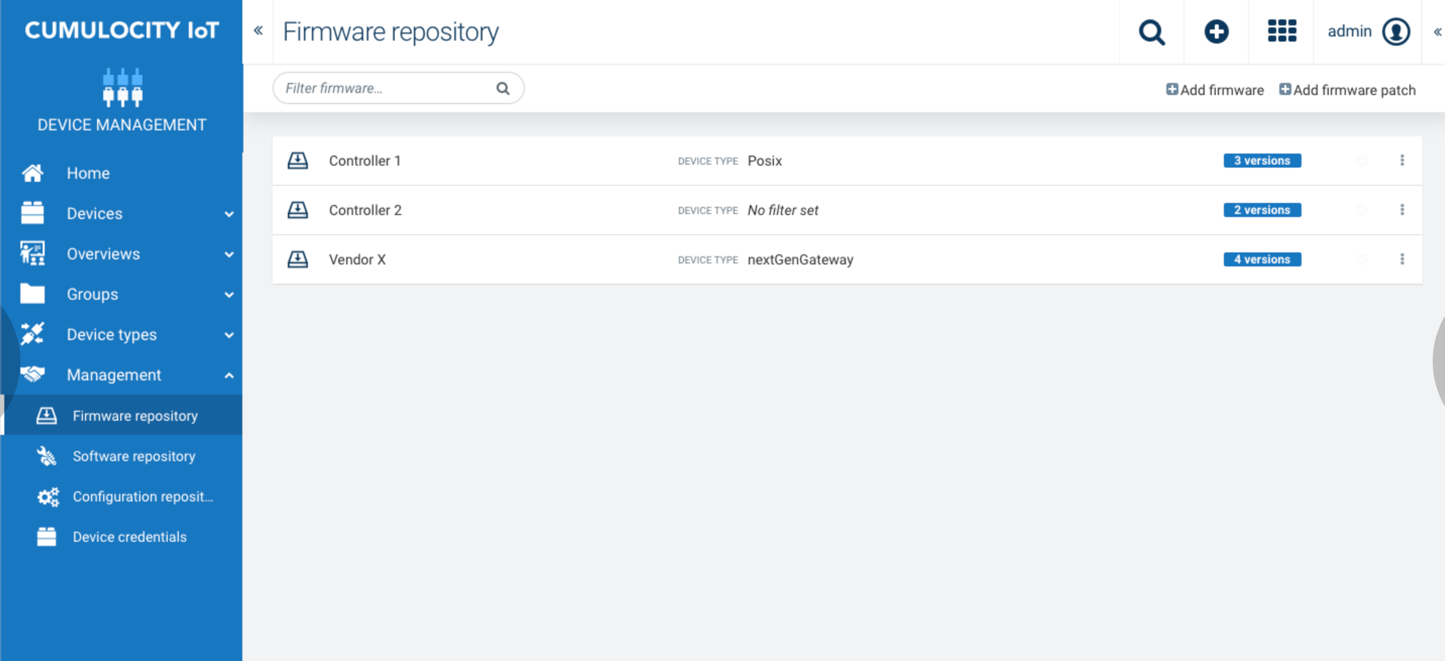 CUMULOCITY IoT
DEVICE MANAGEMENT
Home
Devices
Overviews
Groups
Device types
Management
Firmware repository
Software repository
Configuration reposit...
Device credentials
Firmware repository
admin
Filter firmware...
Add firmware
Add firmware patch
Controller 1 DEVICE TYPE Posix 3 versions
Controller 2 DEVICE TYPE No filter set 2 versions
Vendor X DEVICE TYPE nextGenGateway 4 versions